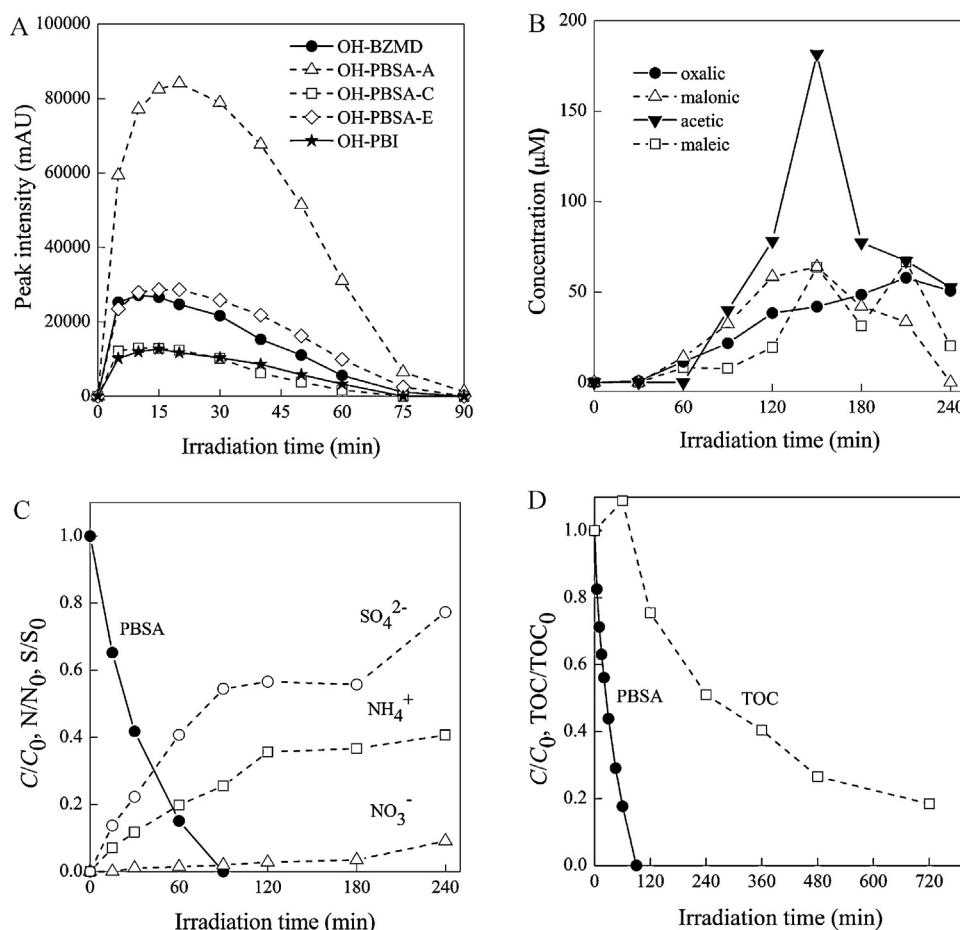 A
Peak intensity (mAU)
100000
80000
60000
40000
20000
0
OH-BZMD
OH-PBSA-A
OH-PBSA-C
OH-PBSA-E
OH-PBI
0 15 30 45 60 75 90
Irradiation time (min)
B
Concentration (µM)
200
150
100
50
0
oxalic
malonic
acetic
maleic
0 60 120 180 240
Irradiation time (min)
C
C/C₀, N/N₀, S/S₀
1.0
0.8
0.6
0.4
0.2
0.0
PBSA
SO₄²⁻
NH₄⁺
NO₃⁻
0 60 120 180 240
Irradiation time (min)
D
C/C₀, TOC/TOC₀
1.0
0.8
0.6
0.4
0.2
0.0
PBSA
TOC
0 120 240 360 480 600 720
Irradiation time (min)